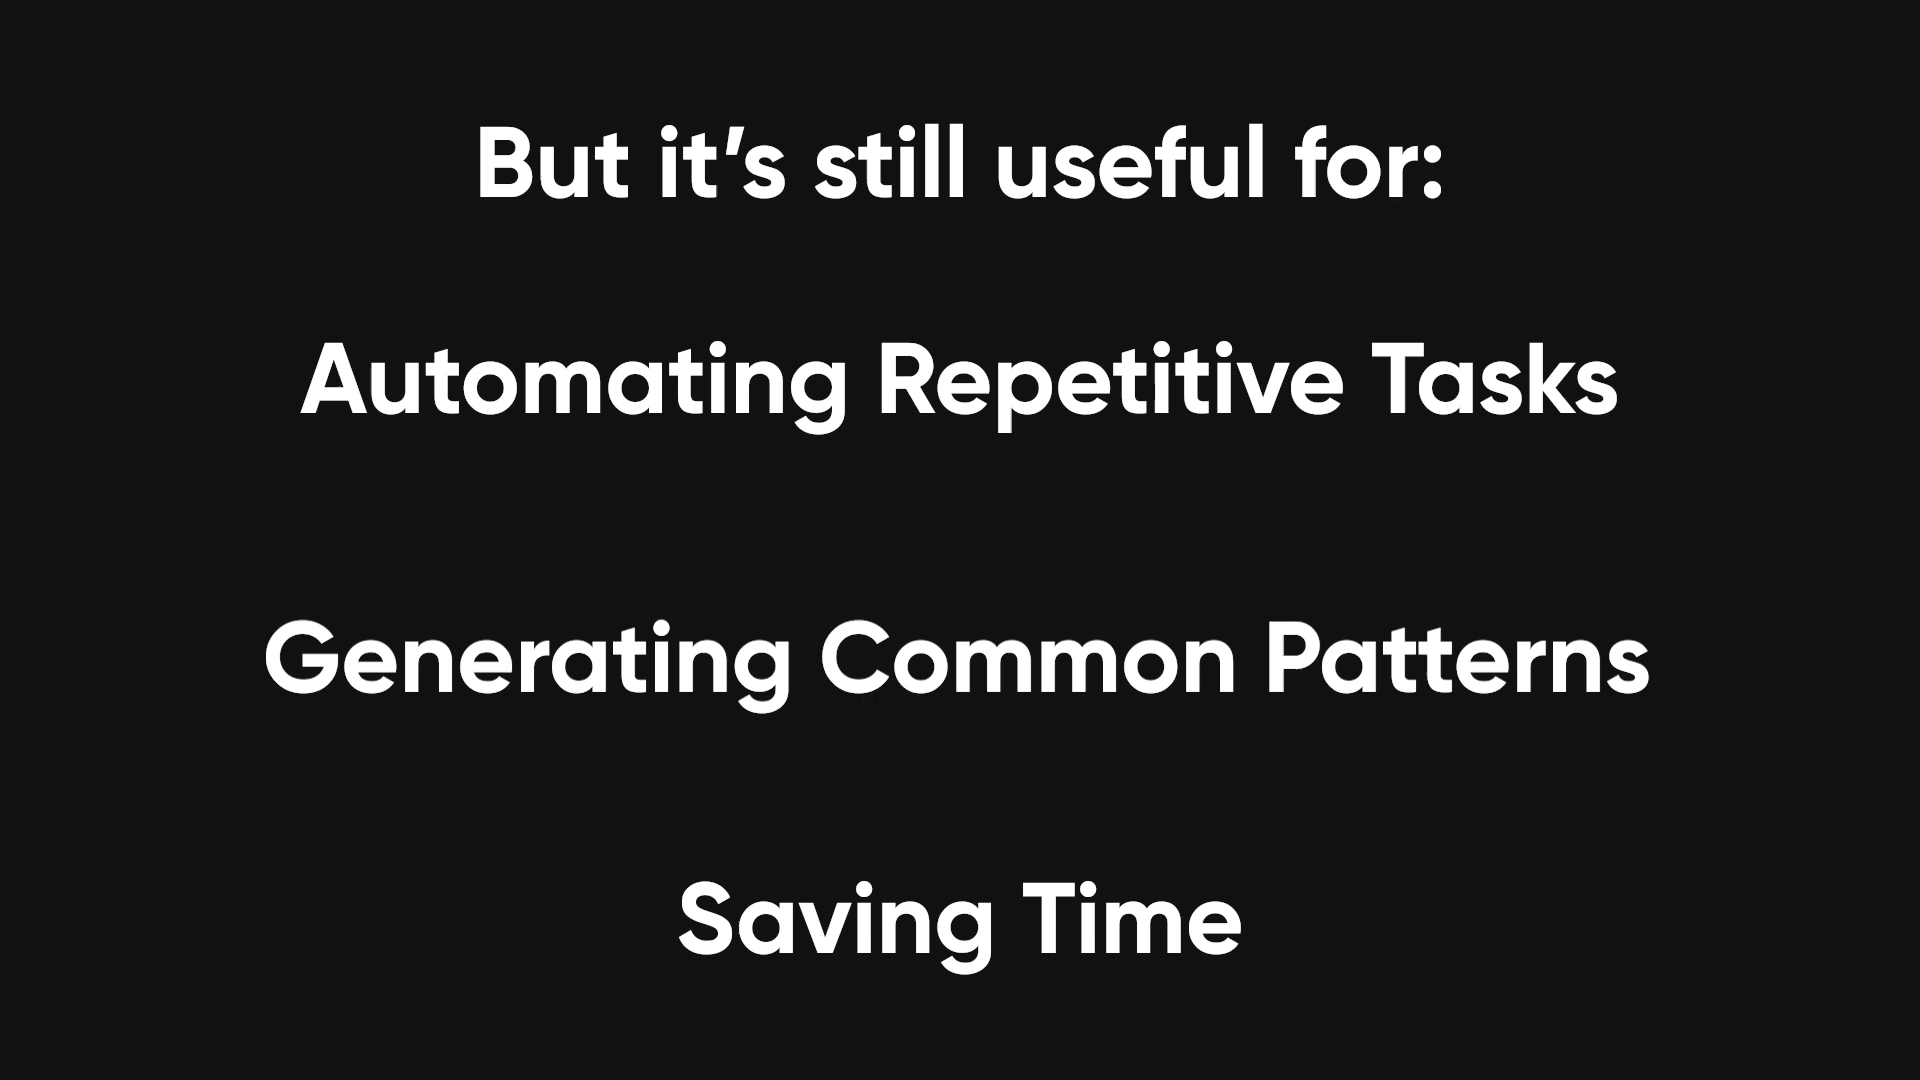 But it’s still useful for:
Automating Repetitive Tasks
Generating Common Patterns
Saving Time